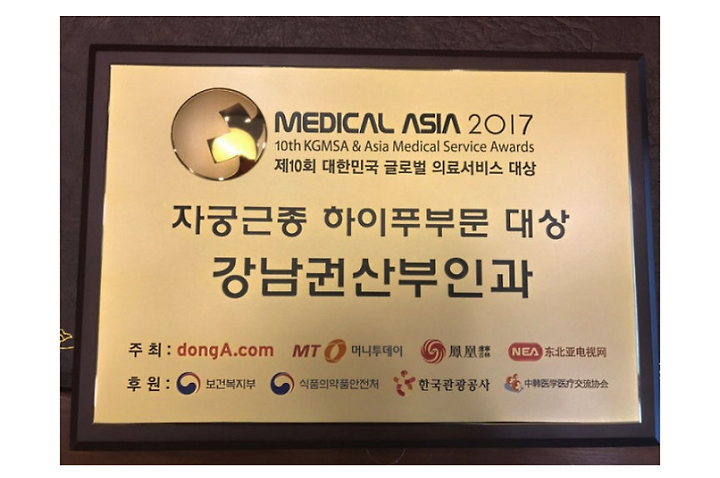 MEDICAL ASIA 2017
10th KGMSA & Asia Medical Service Awards
제10회 대한민국 글로벌 의료서비스 대상
자궁근종 하이푸부문 대상
강남권산부인과
주최 : dongA.com MT 머니투데이 鳳凰 遼寧 吉林 NEA 东北亚电视网
후원 : 보건복지부 식품의약품안전처 한국관광공사 中韩医学医疗交流协会